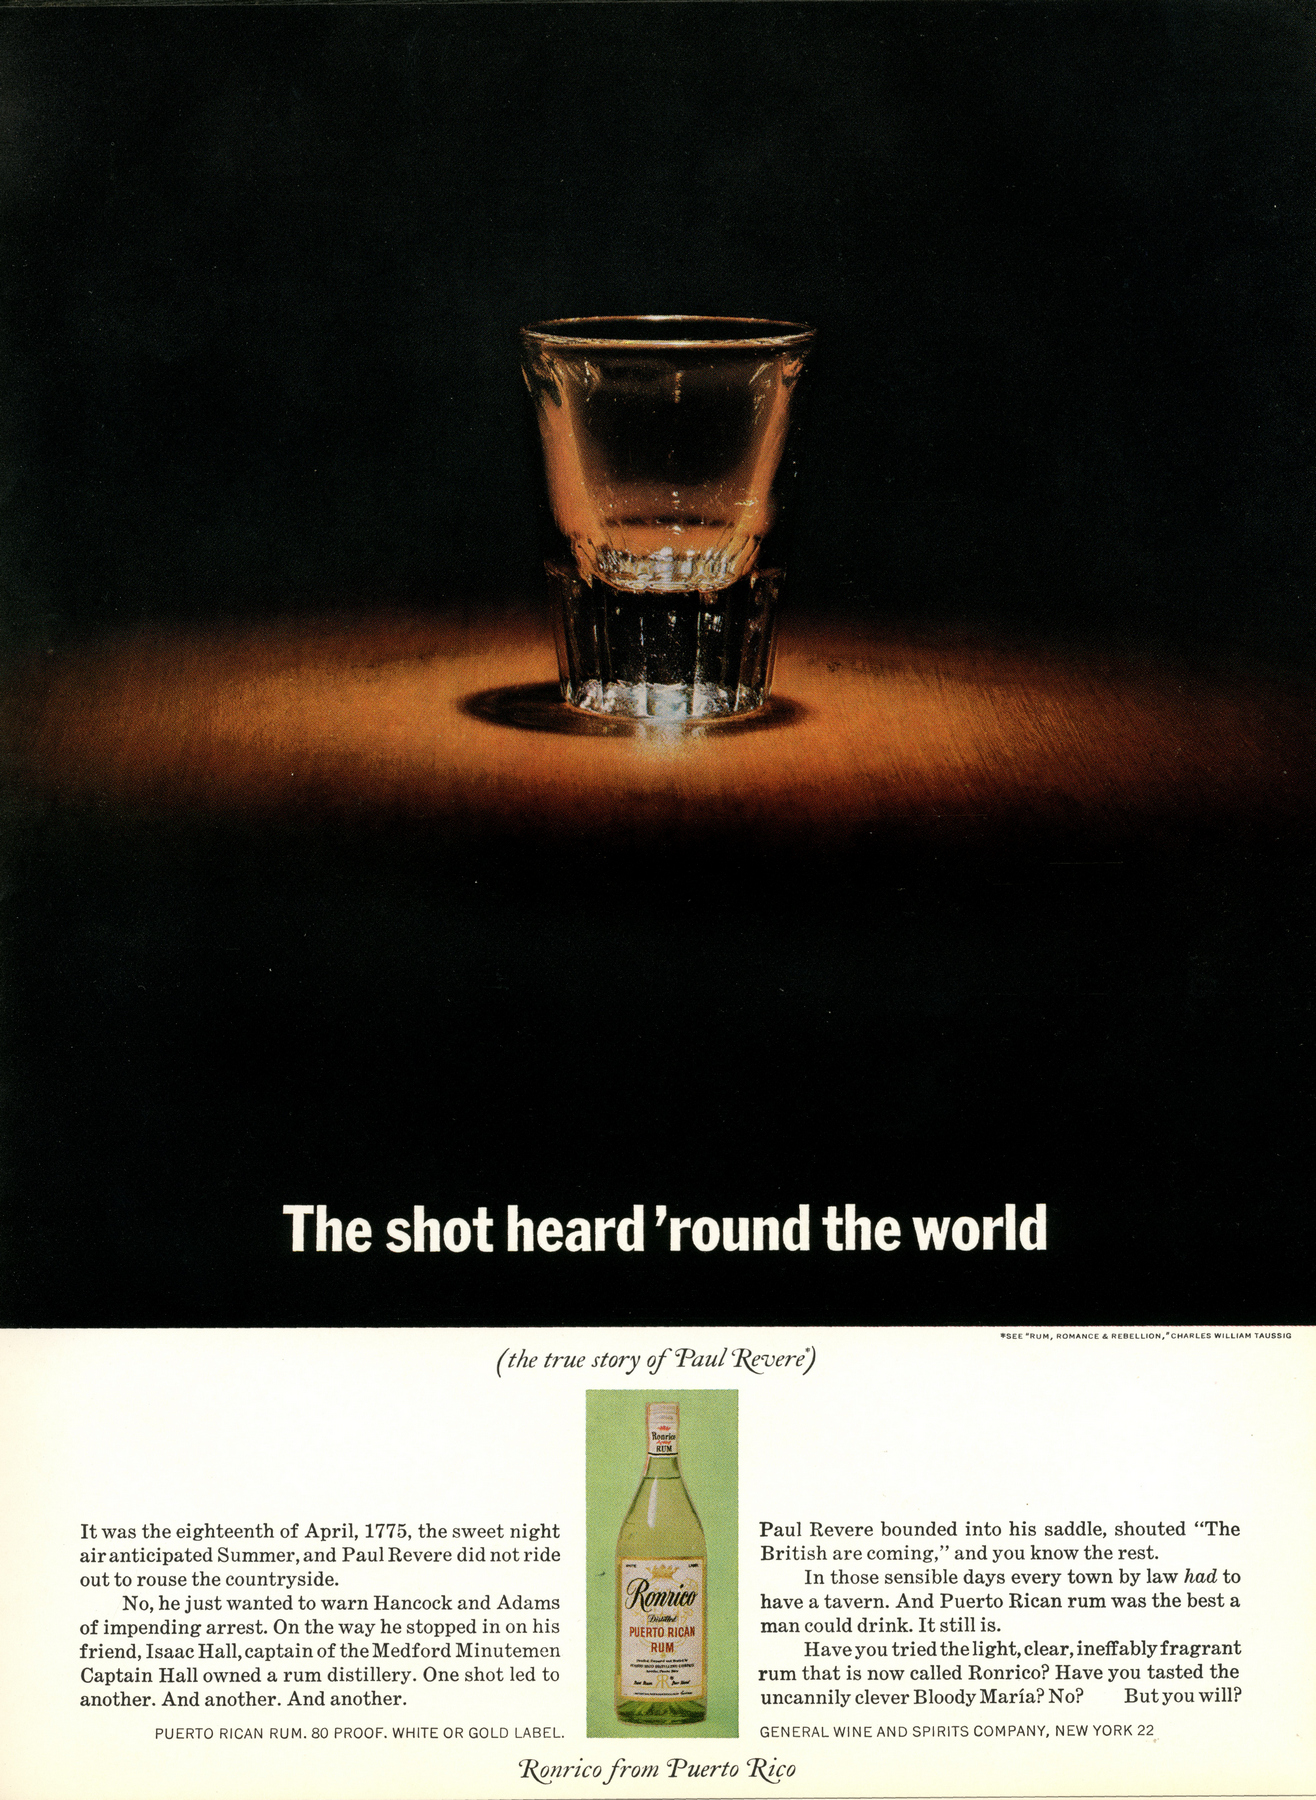 The shot heard ’round the world
*SEE "RUM, ROMANCE & REBELLION," CHARLES WILLIAM TAUSSIG
(the true story of Paul Revere*)
It was the eighteenth of April, 1775, the sweet night
air anticipated Summer, and Paul Revere did not ride
out to rouse the countryside.
No, he just wanted to warn Hancock and Adams
of impending arrest. On the way he stopped in on his
friend, Isaac Hall, captain of the Medford Minutemen
Captain Hall owned a rum distillery. One shot led to
another. And another. And another.
PUERTO RICAN RUM. 80 PROOF. WHITE OR GOLD LABEL.
Ronrico
RUM
WHITE
LABEL
Ronrico
Distilled
PUERTO RICAN
RUM
RR
Paul Revere bounded into his saddle, shouted “The
British are coming,” and you know the rest.
In those sensible days every town by law had to
have a tavern. And Puerto Rican rum was the best a
man could drink. It still is.
Have you tried the light, clear, ineffably fragrant
rum that is now called Ronrico? Have you tasted the
uncannily clever Bloody María? No? But you will?
GENERAL WINE AND SPIRITS COMPANY, NEW YORK 22
Ronrico from Puerto Rico